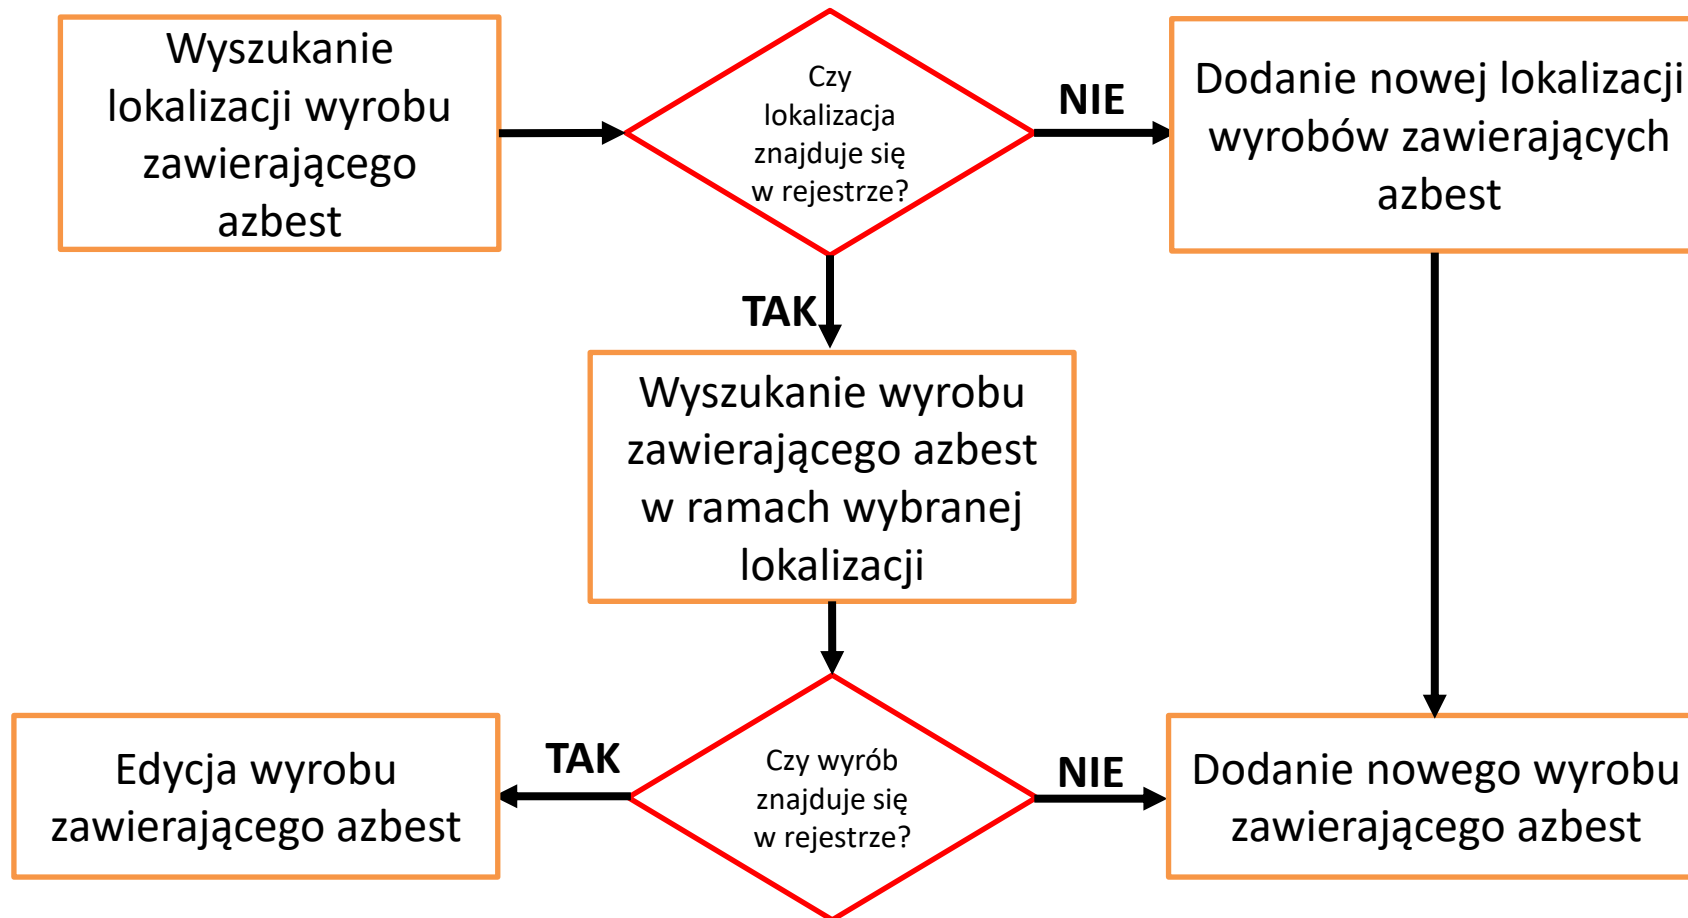 Wyszukanie
lokalizacji wyrobu
zawierającego
azbest
Czy
lokalizacja
znajduje się
w rejestrze?
NIE
Dodanie nowej lokalizacji
wyrobów zawierających
azbest
TAK
Wyszukanie wyrobu
zawierającego azbest
w ramach wybranej
lokalizacji
Edycja wyrobu
zawierającego azbest
TAK
Czy wyrób
znajduje się
w rejestrze?
NIE
Dodanie nowego wyrobu
zawierającego azbest